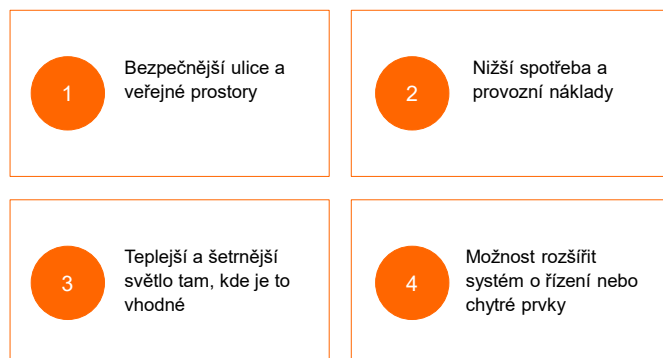 1
Bezpečnější ulice a
veřejné prostory
2
Nižší spotřeba a
provozní náklady
3
Teplejší a šetrnější
světlo tam, kde je to
vhodné
4
Možnost rozšířit
systém o řízení nebo
chytré prvky